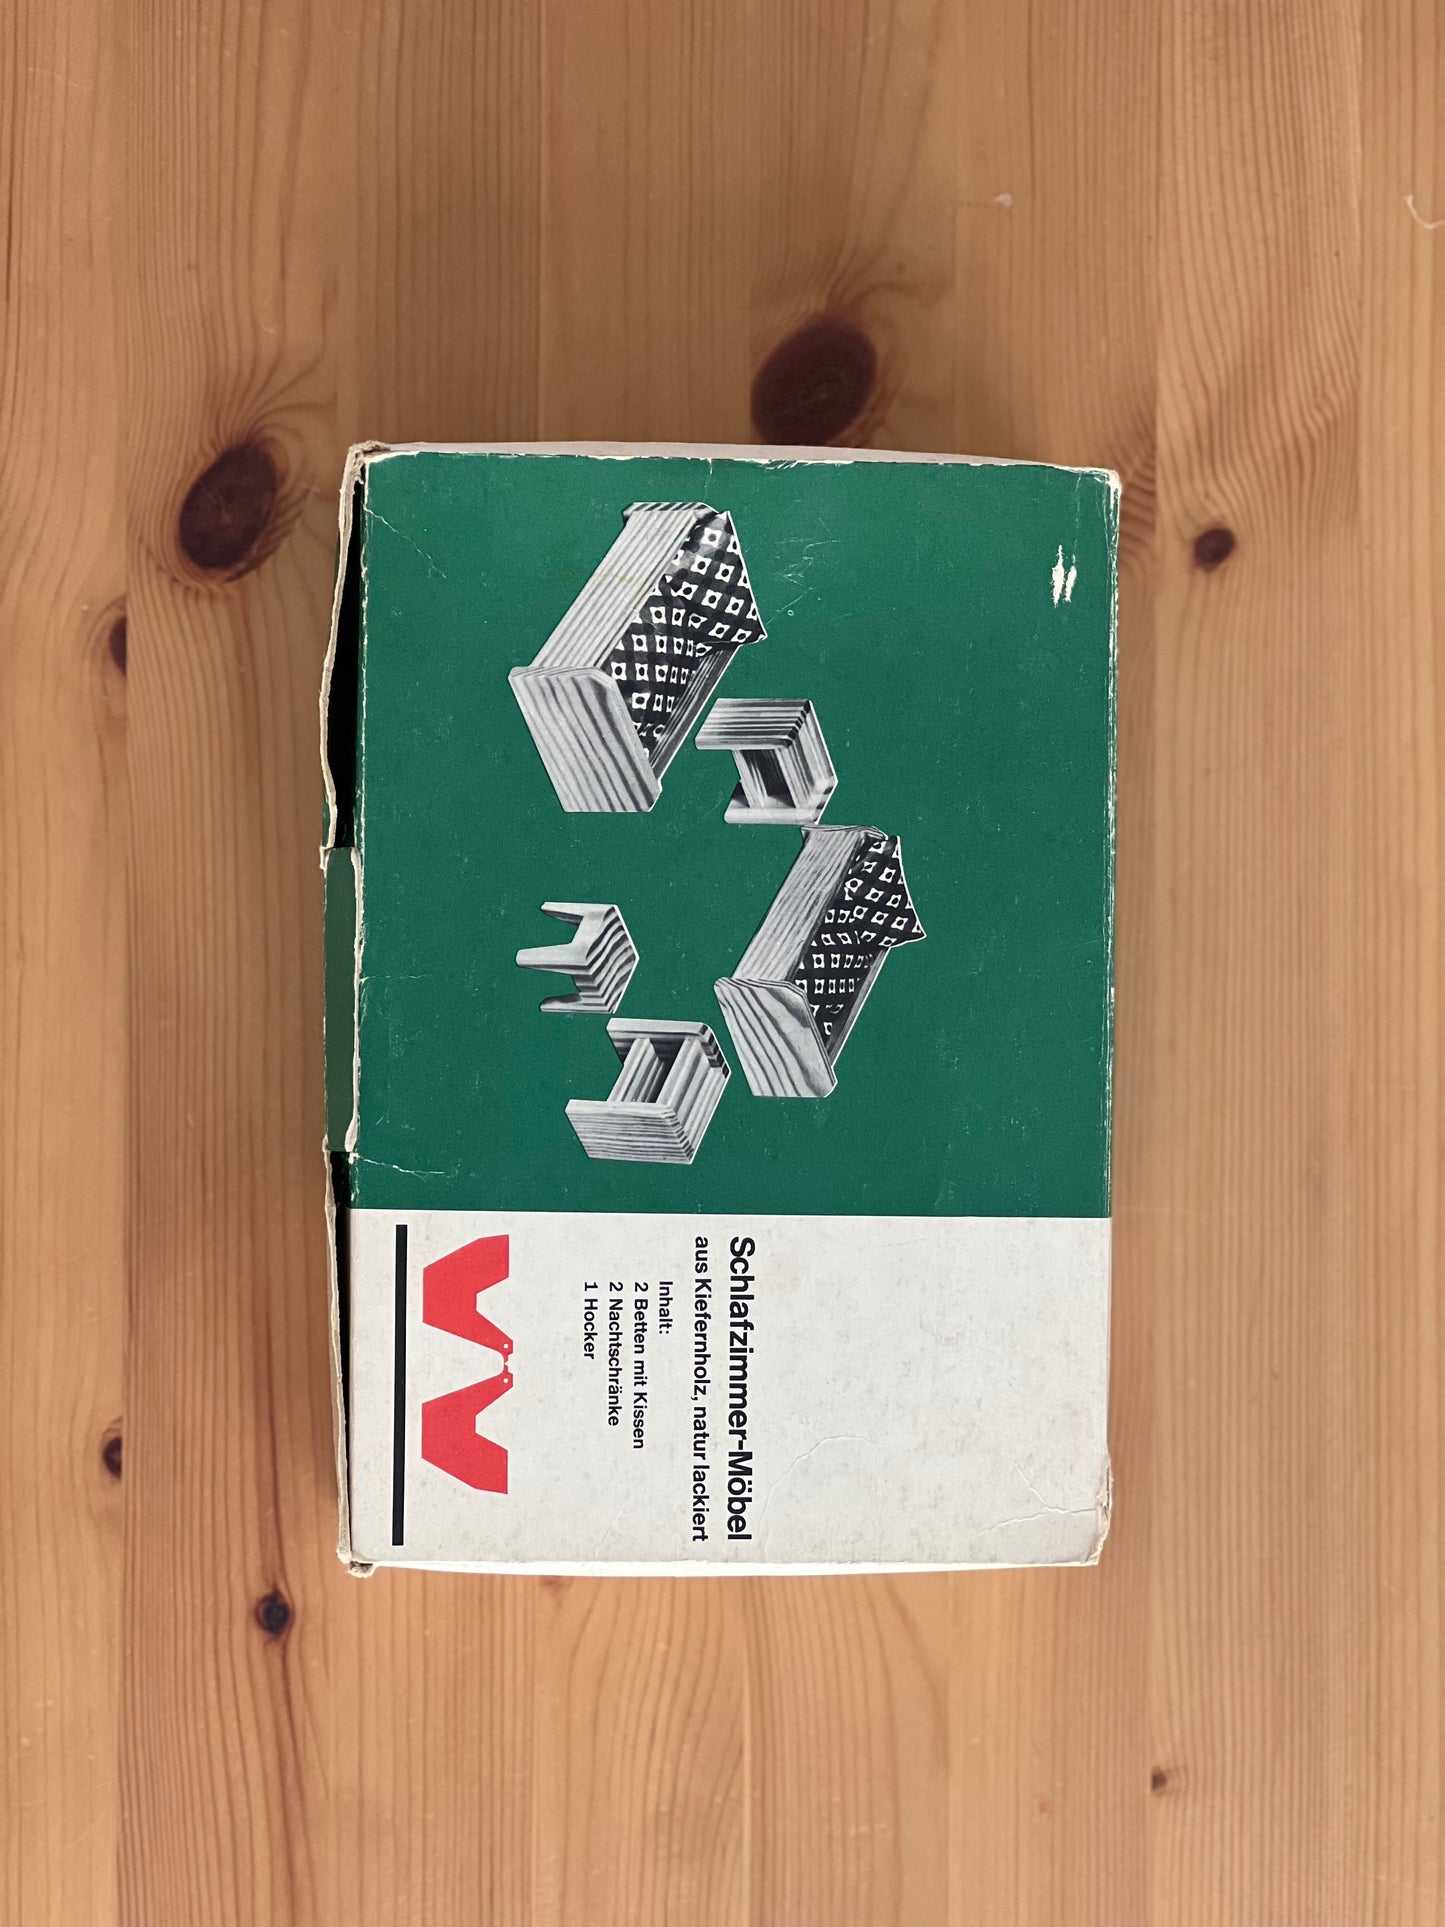 Schlafzimmer-Möbel
aus Kiefernholz, natur lackiert
Inhalt:
2 Betten mit Kissen
2 Nachtschränke
1 Hocker